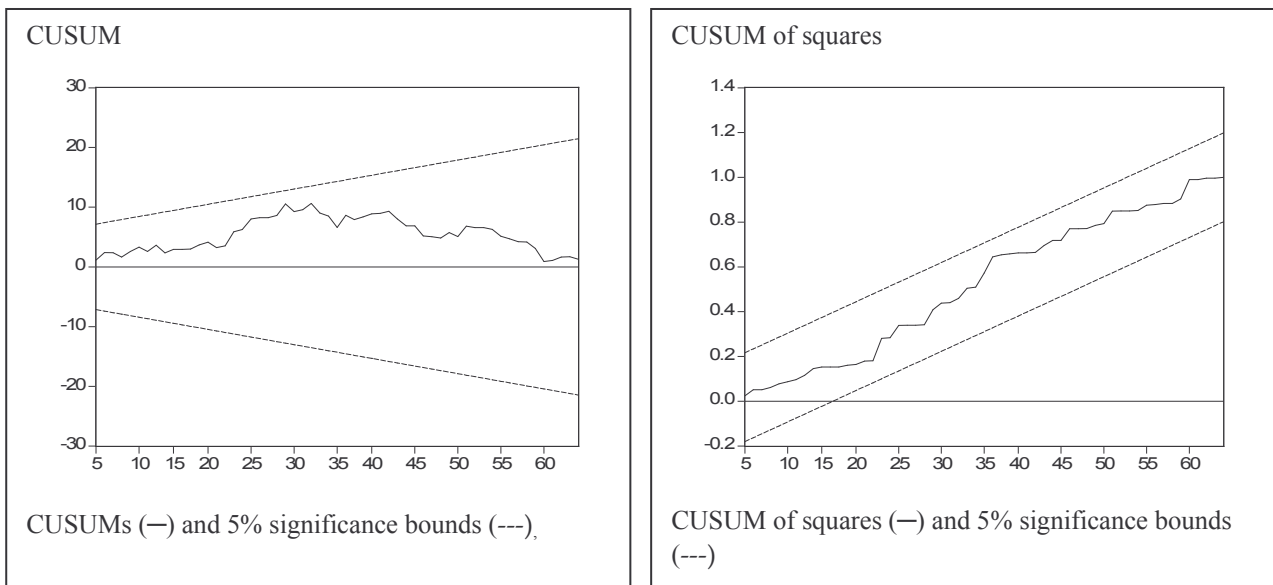 CUSUM
30
20
10
0
-10
-20
-30
5 10 15 20 25 30 35 40 45 50 55 60
CUSUMs (—) and 5% significance bounds (---),
CUSUM of squares
1.4
1.2
1.0
0.8
0.6
0.4
0.2
0.0
-0.2
5 10 15 20 25 30 35 40 45 50 55 60
CUSUM of squares (—) and 5% significance bounds
(---)